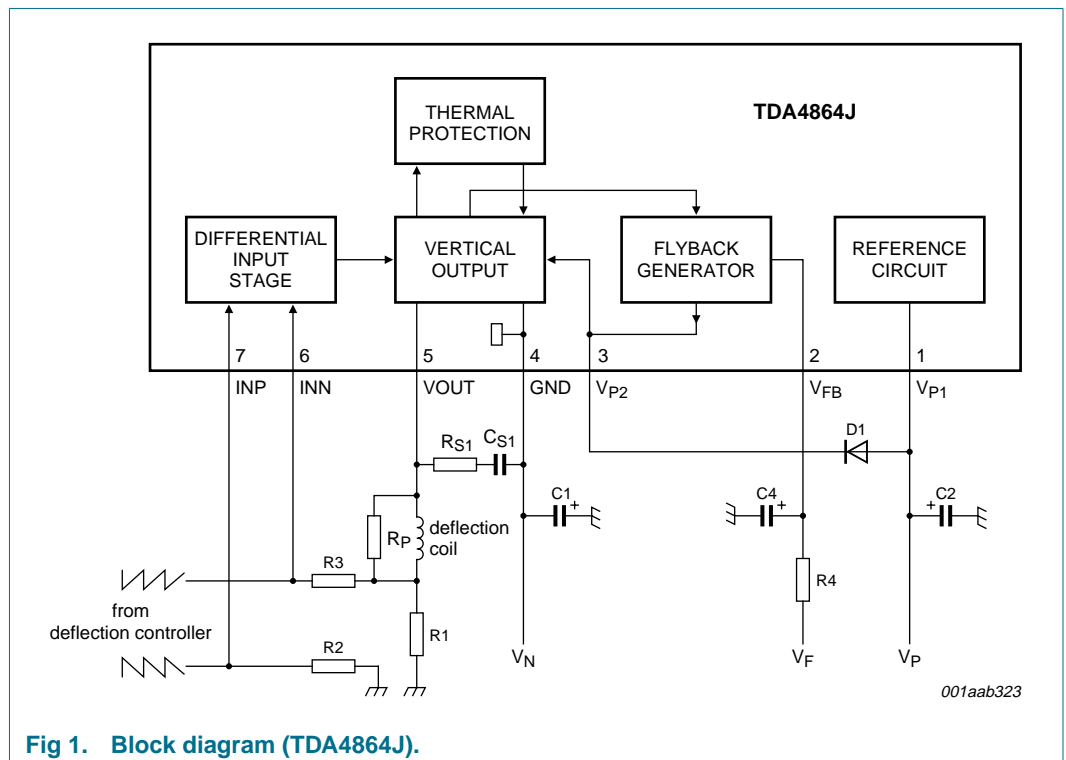 THERMAL
PROTECTION
TDA4864J
DIFFERENTIAL
INPUT
STAGE
VERTICAL
OUTPUT
FLYBACK
GENERATOR
REFERENCE
CIRCUIT
7
6
5
4
3
2
1
INP
INN
VOUT
GND
VP2
VFB
VP1
D1
RS1
CS1
C1
+
C4
+
+
C2
RP
deflection
coil
R3
R4
from
deflection controller
R1
R2
VN
VF
VP
001aab323
Fig 1. Block diagram (TDA4864J).